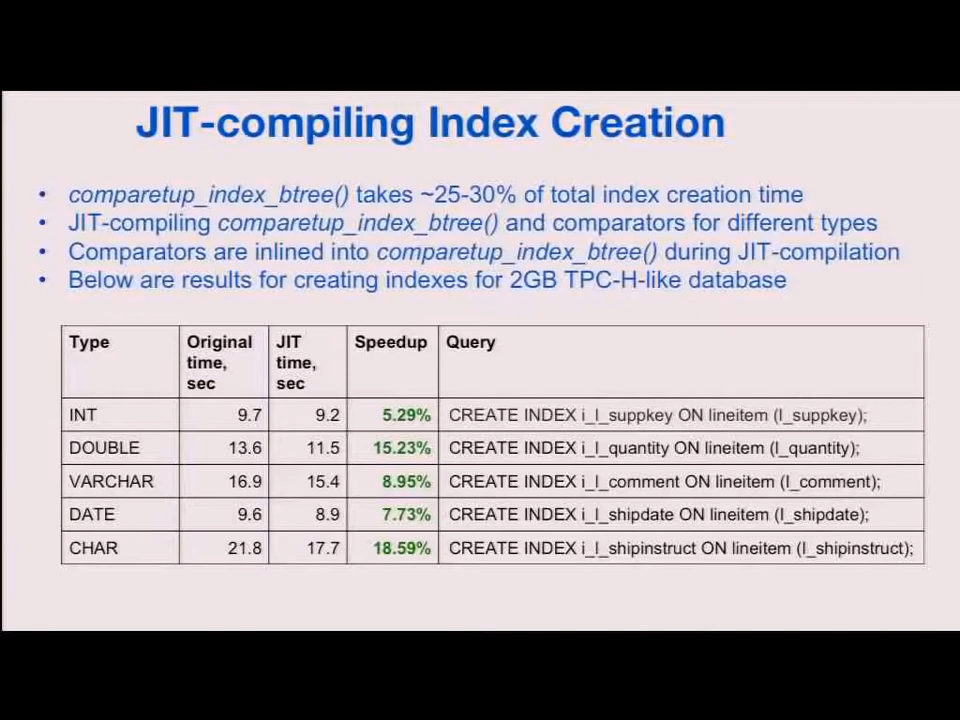 JIT-compiling Index Creation
• comparetup_index_btree() takes ~25-30% of total index creation time
• JIT-compiling comparetup_index_btree() and comparators for different types
• Comparators are inlined into comparetup_index_btree() during JIT-compilation
• Below are results for creating indexes for 2GB TPC-H-like database
Type Original time, sec JIT time, sec Speedup Query
INT 9.7 9.2 5.29% CREATE INDEX i_l_suppkey ON lineitem (l_suppkey);
DOUBLE 13.6 11.5 15.23% CREATE INDEX i_l_quantity ON lineitem (l_quantity);
VARCHAR 16.9 15.4 8.95% CREATE INDEX i_l_comment ON lineitem (l_comment);
DATE 9.6 8.9 7.73% CREATE INDEX i_l_shipdate ON lineitem (l_shipdate);
CHAR 21.8 17.7 18.59% CREATE INDEX i_l_shipinstruct ON lineitem (l_shipinstruct);